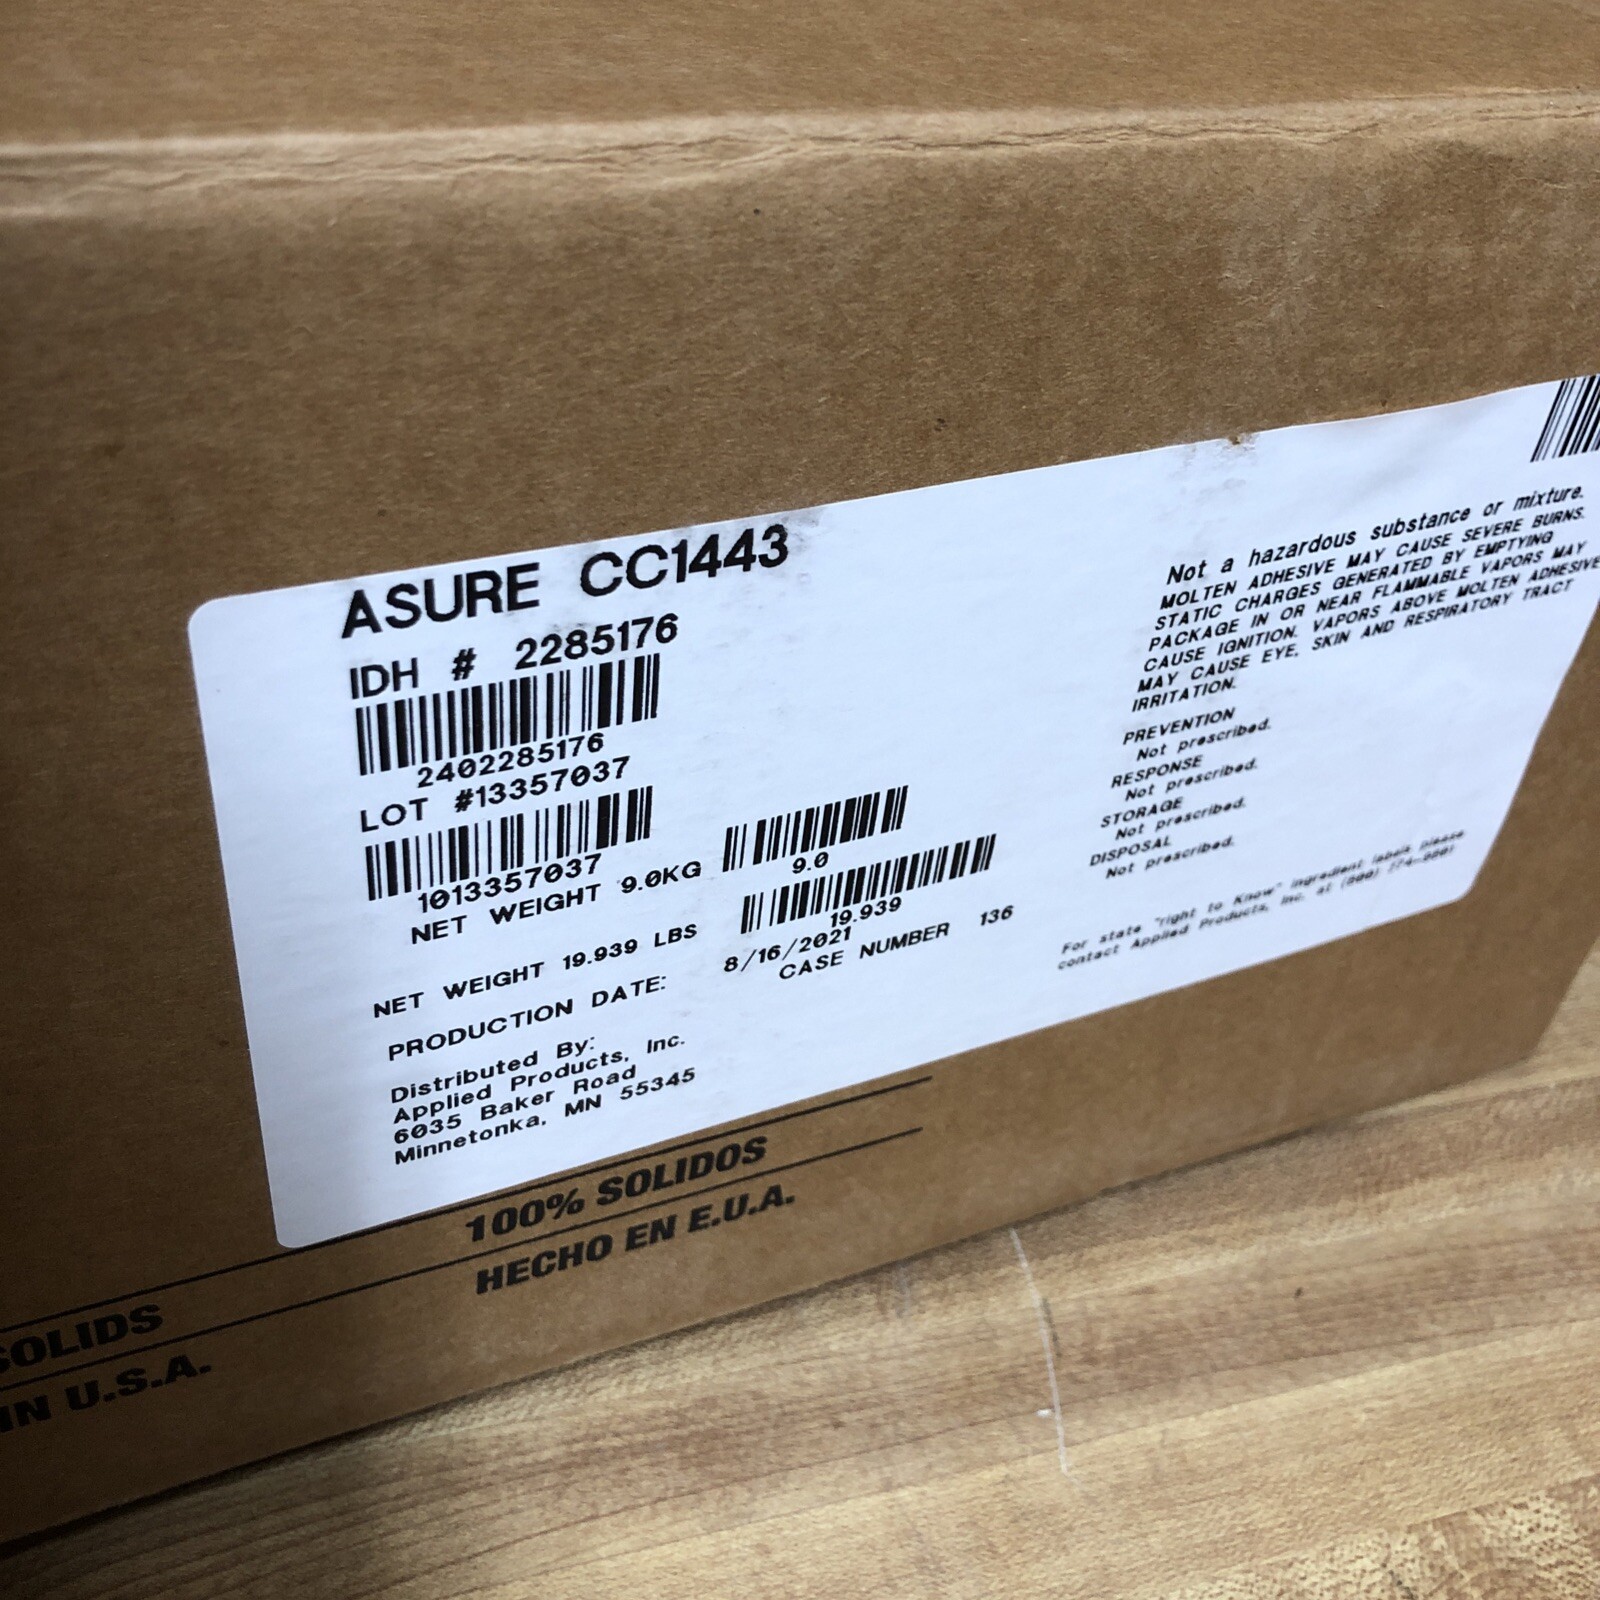 ASURE CC1443
IDH # 2285176
2402285176
LOT #13357037
1013357037
NET WEIGHT 9.0KG
9.0
NET WEIGHT 19.939 LBS
19.939
PRODUCTION DATE: 8/16/2021
CASE NUMBER 136
Distributed By:
Applied Products, Inc.
6035 Baker Road
Minnetonka, MN 55345
Not a hazardous substance or mixture.
MOLTEN ADHESIVE MAY CAUSE SEVERE BURNS.
STATIC CHARGES GENERATED BY EMPTYING
PACKAGE IN OR NEAR FLAMMABLE VAPORS MAY
CAUSE IGNITION. VAPORS ABOVE MOLTEN ADHESIVE
MAY CAUSE EYE, SKIN AND RESPIRATORY TRACT
IRRITATION.
PREVENTION
Not prescribed.
RESPONSE
Not prescribed.
STORAGE
Not prescribed.
DISPOSAL
Not prescribed.
For state "right to Know" ingredient labels please
contact Applied Products, Inc. at (800)
100% SOLIDOS
HECHO EN E.U.A.
SOLIDS
IN U.S.A.